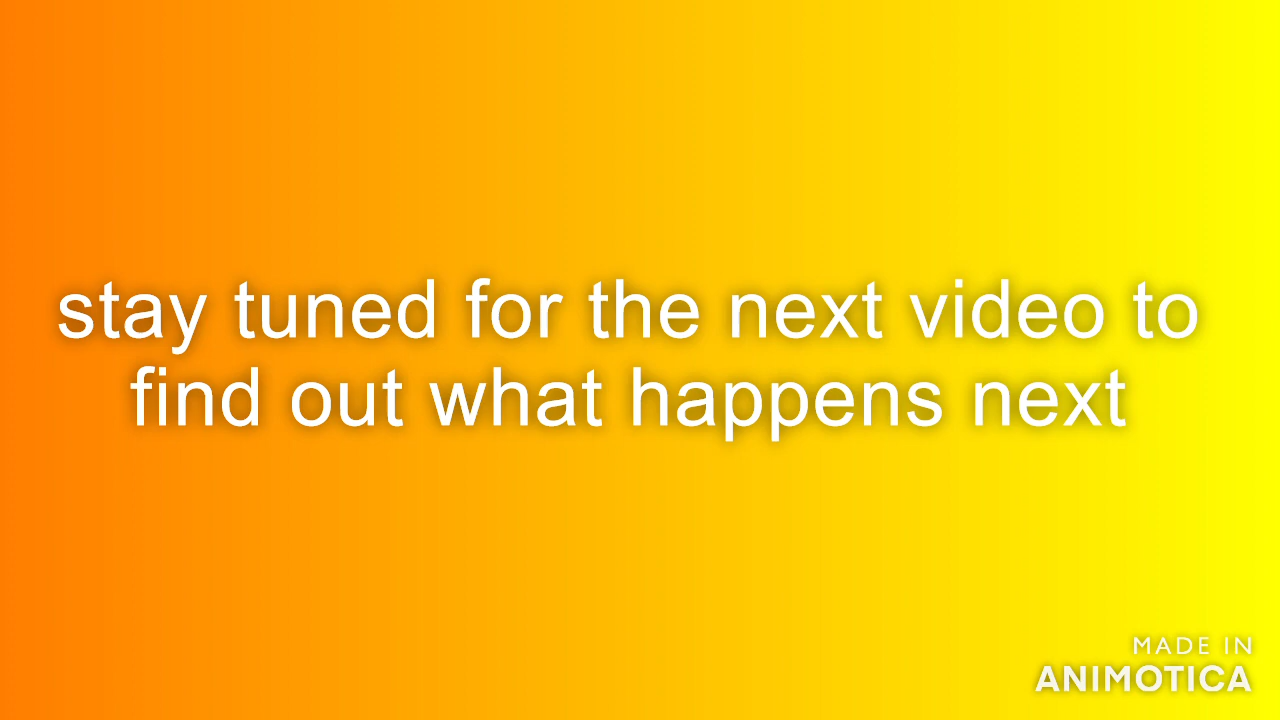 stay tuned for the next video to
find out what happens next
MADE IN
ANIMOTICA